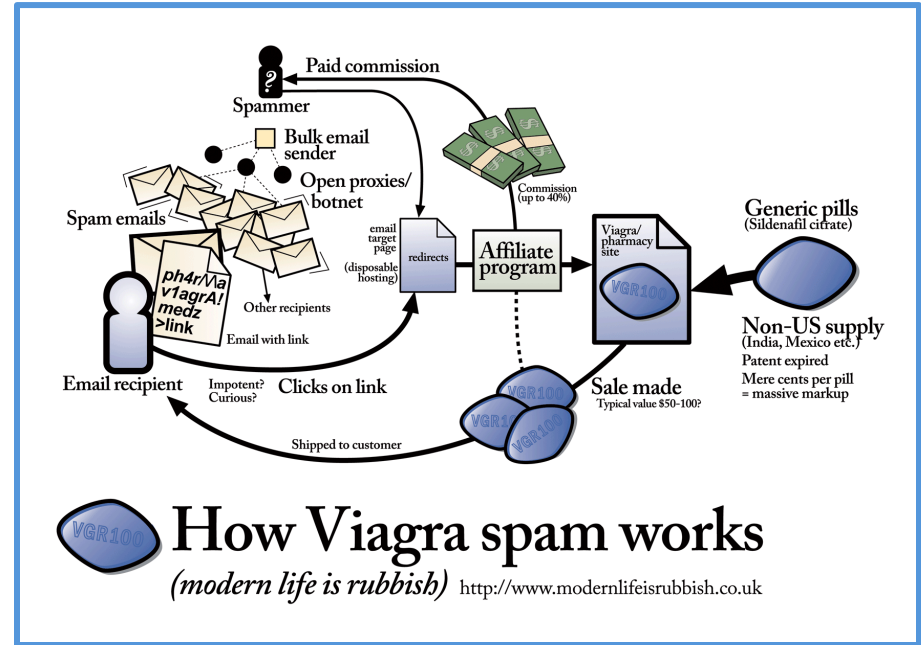 Paid commission
?
Spammer
Bulk email
sender
Open proxies/
botnet
Spam emails
ph4r/\/\a
v1agrA!
medz
>link
Other recipients
Email with link
Email recipient
Impotent?
Curious?
Clicks on link
email
target
page
(disposable
hosting)
redirects
$
$
$
Commission
(up to 40%)
Affiliate
program
Viagra/
pharmacy
site
VGR100
Generic pills
(Sildenafil citrate)
Non-US supply
(India, Mexico etc.)
Patent expired
Mere cents per pill
= massive markup
VGR100
VGR10
VGR100
Sale made
Typical value $50-100?
Shipped to customer
VGR100
How Viagra spam works
(modern life is rubbish) http://www.modernlifeisrubbish.co.uk